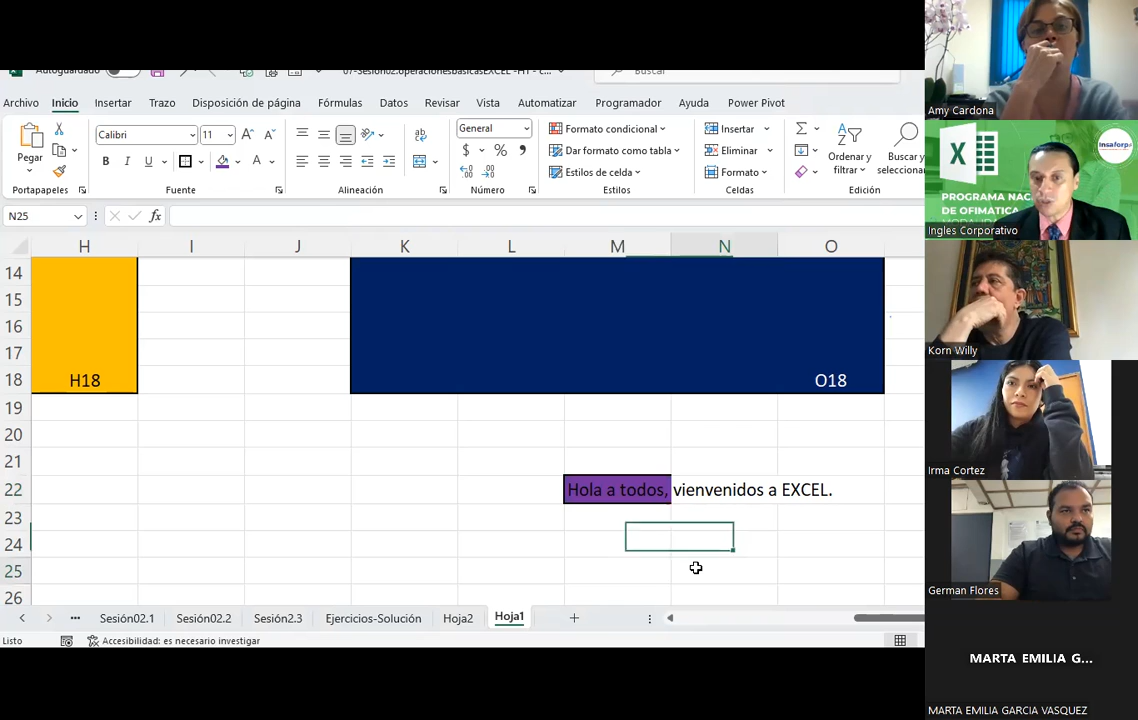 Autoguardado
07-Sesión02.operacionesbasicasEXCEL -HT - c...
Buscar
Archivo Inicio Insertar Trazo Disposición de página Fórmulas Datos Revisar Vista Automatizar Programador Ayuda Power Pivot
Pegar
Calibri 11
General
Formato condicional
Dar formato como tabla
Estilos de celda
Insertar
Eliminar
Formato
Ordenar y
filtrar
Buscar y
seleccionar
Portapapeles Fuente Alineación Número Estilos Celdas Edición
N25
fx
H I J K L M N O
14
15
16
17
18 H18 O18
19
20
21
22 Hola a todos, vienvenidos a EXCEL.
23
24
25
26
Sesión02.1 Sesión02.2 Sesion2.3 Ejercicios-Solución Hoja2 Hoja1
Listo Accesibilidad: es necesario investigar
Amy Cardona
insaforp
PROGRAMA NAC
DE OFIMÁTICA
Ingles Corporativo
Korn Willy
Irma Cortez
German Flores
MARTA EMILIA G...
MARTA EMILIA GARCIA VASQUEZ